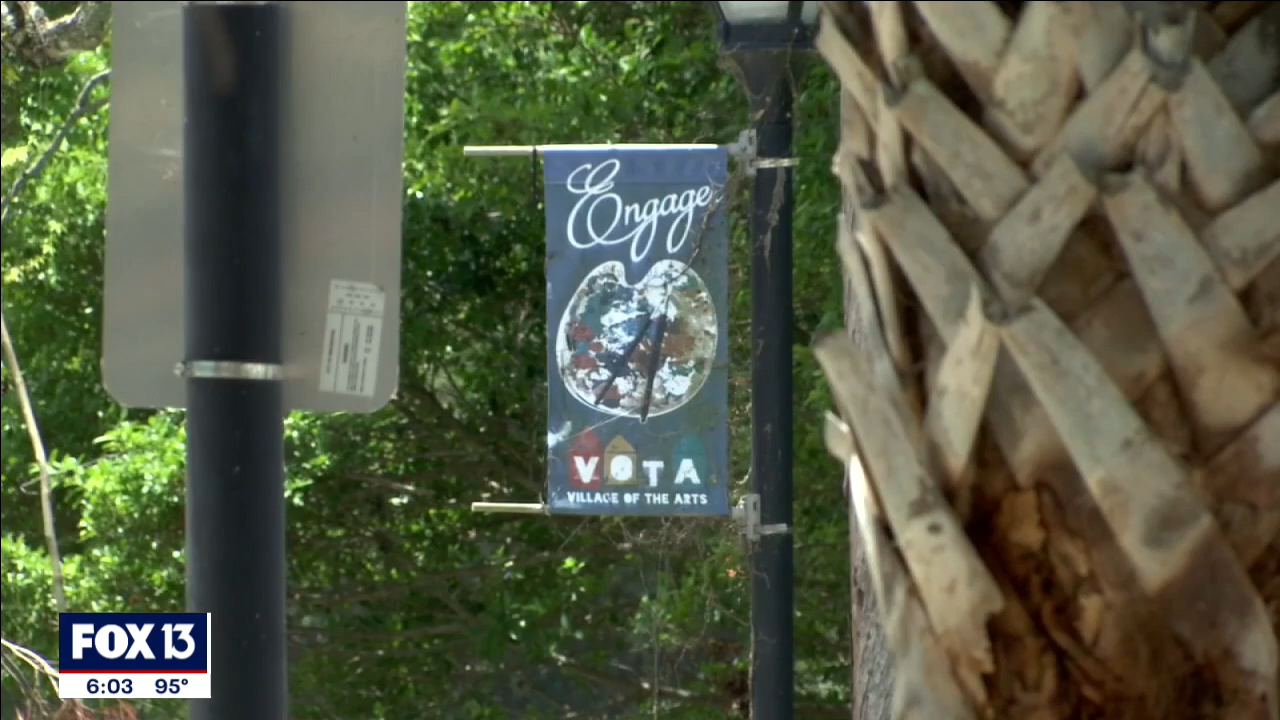 Engage
VOTA
VILLAGE OF THE ARTS
FOX 13
6:03 95°